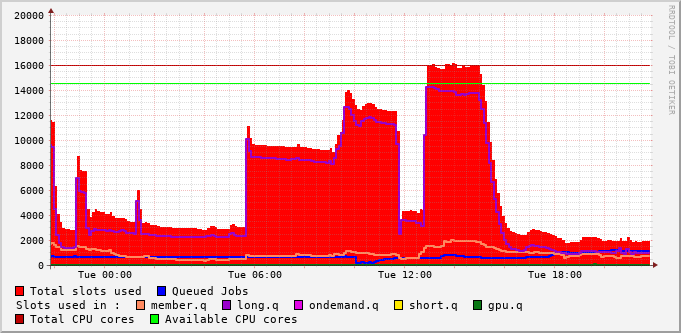 20000
18000
16000
14000
12000
10000
8000
6000
4000
2000
0
Tue 00:00 Tue 06:00 Tue 12:00 Tue 18:00
RRDTOOL / TOBI OETIKER
Total slots used Queued Jobs
Slots used in : member.q long.q ondemand.q short.q gpu.q
Total CPU cores Available CPU cores